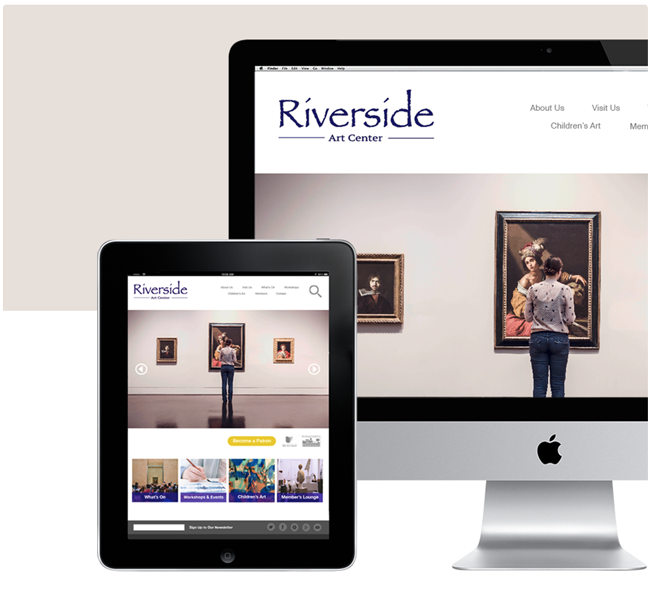 Finder File Edit View Go Window Help
Riverside
Art Center
About Us Visit Us
Children's Art Mem
Riverside
Art Center
About Us Visit Us What's On Workshops
Children's Art Members Contact
Become a Patron
What's On Workshops & Events Children's Art Member's Lounge
Sign Up to Our Newsletter